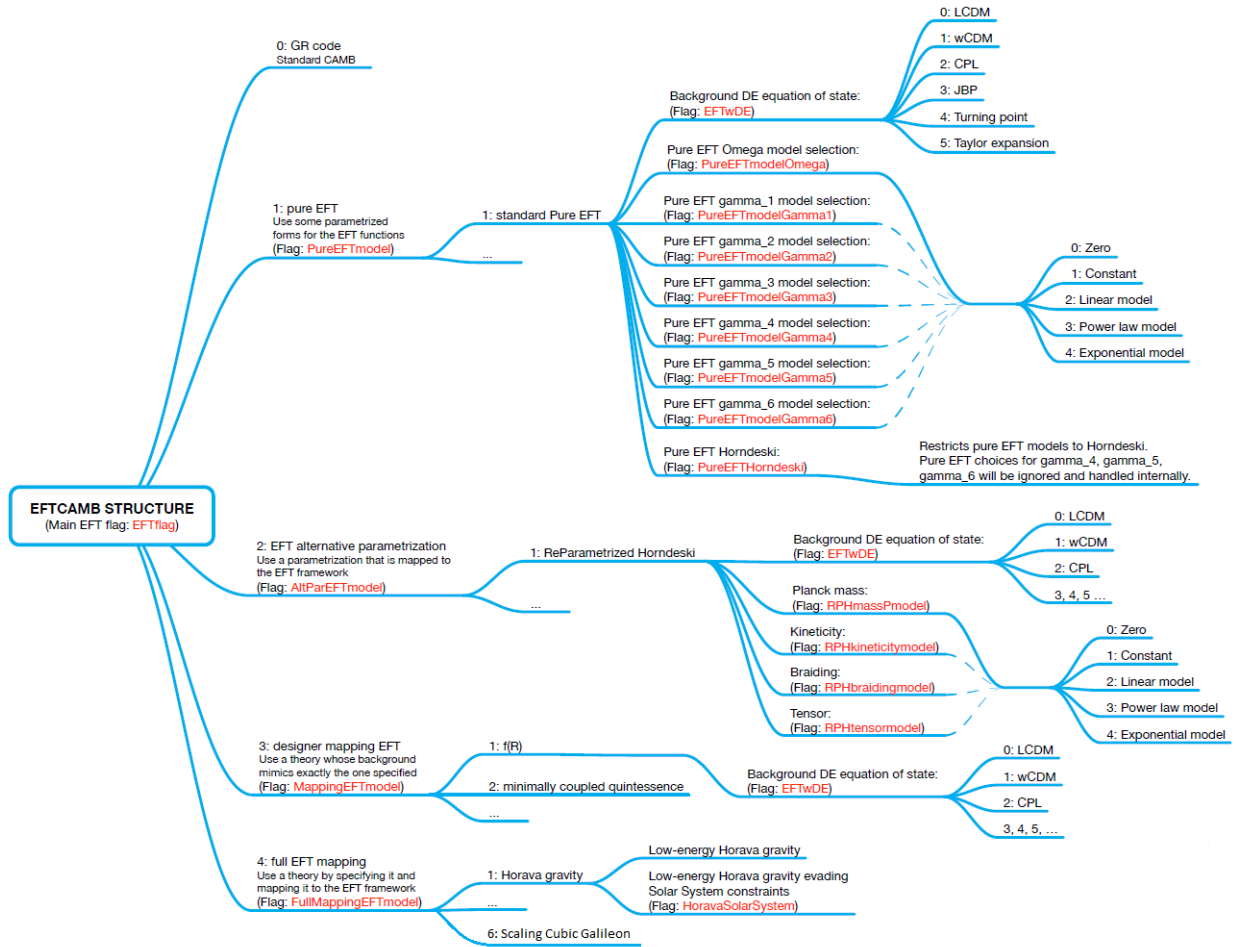 EFTCAMB STRUCTURE
(Main EFT flag: EFTflag)
0: GR code
Standard CAMB
1: pure EFT
Use some parametrized
forms for the EFT functions
(Flag: PureEFTmodel)
1: standard Pure EFT
...
Background DE equation of state:
(Flag: EFTwDE)
0: LCDM
1: wCDM
2: CPL
3: JBP
4: Turning point
5: Taylor expansion
Pure EFT Omega model selection:
(Flag: PureEFTmodelOmega)
Pure EFT gamma_1 model selection:
(Flag: PureEFTmodelGamma1)
Pure EFT gamma_2 model selection:
(Flag: PureEFTmodelGamma2)
Pure EFT gamma_3 model selection:
(Flag: PureEFTmodelGamma3)
Pure EFT gamma_4 model selection:
(Flag: PureEFTmodelGamma4)
Pure EFT gamma_5 model selection:
(Flag: PureEFTmodelGamma5)
Pure EFT gamma_6 model selection:
(Flag: PureEFTmodelGamma6)
0: Zero
1: Constant
2: Linear model
3: Power law model
4: Exponential model
Pure EFT Horndeski:
(Flag: PureEFTHorndeski)
Restricts pure EFT models to Horndeski.
Pure EFT choices for gamma_4, gamma_5,
gamma_6 will be ignored and handled internally.
2: EFT alternative parametrization
Use a parametrization that is mapped to
the EFT framework
(Flag: AltParEFTmodel)
1: ReParametrized Horndeski
...
Background DE equation of state:
(Flag: EFTwDE)
0: LCDM
1: wCDM
2: CPL
3, 4, 5 ...
Planck mass:
(Flag: RPHmassPmodel)
Kineticity:
(Flag: RPHkineticitymodel)
Braiding:
(Flag: RPHbraidingmodel)
Tensor:
(Flag: RPHtensormodel)
0: Zero
1: Constant
2: Linear model
3: Power law model
4: Exponential model
3: designer mapping EFT
Use a theory whose background
mimics exactly the one specified
(Flag: MappingEFTmodel)
1: f(R)
2: minimally coupled quintessence
...
Background DE equation of state:
(Flag: EFTwDE)
0: LCDM
1: wCDM
2: CPL
3, 4, 5, ...
4: full EFT mapping
Use a theory by specifying it and
mapping it to the EFT framework
(Flag: FullMappingEFTmodel)
1: Horava gravity
...
6: Scaling Cubic Galileon
Low-energy Horava gravity
Low-energy Horava gravity evading
Solar System constraints
(Flag: HoravaSolarSystem)